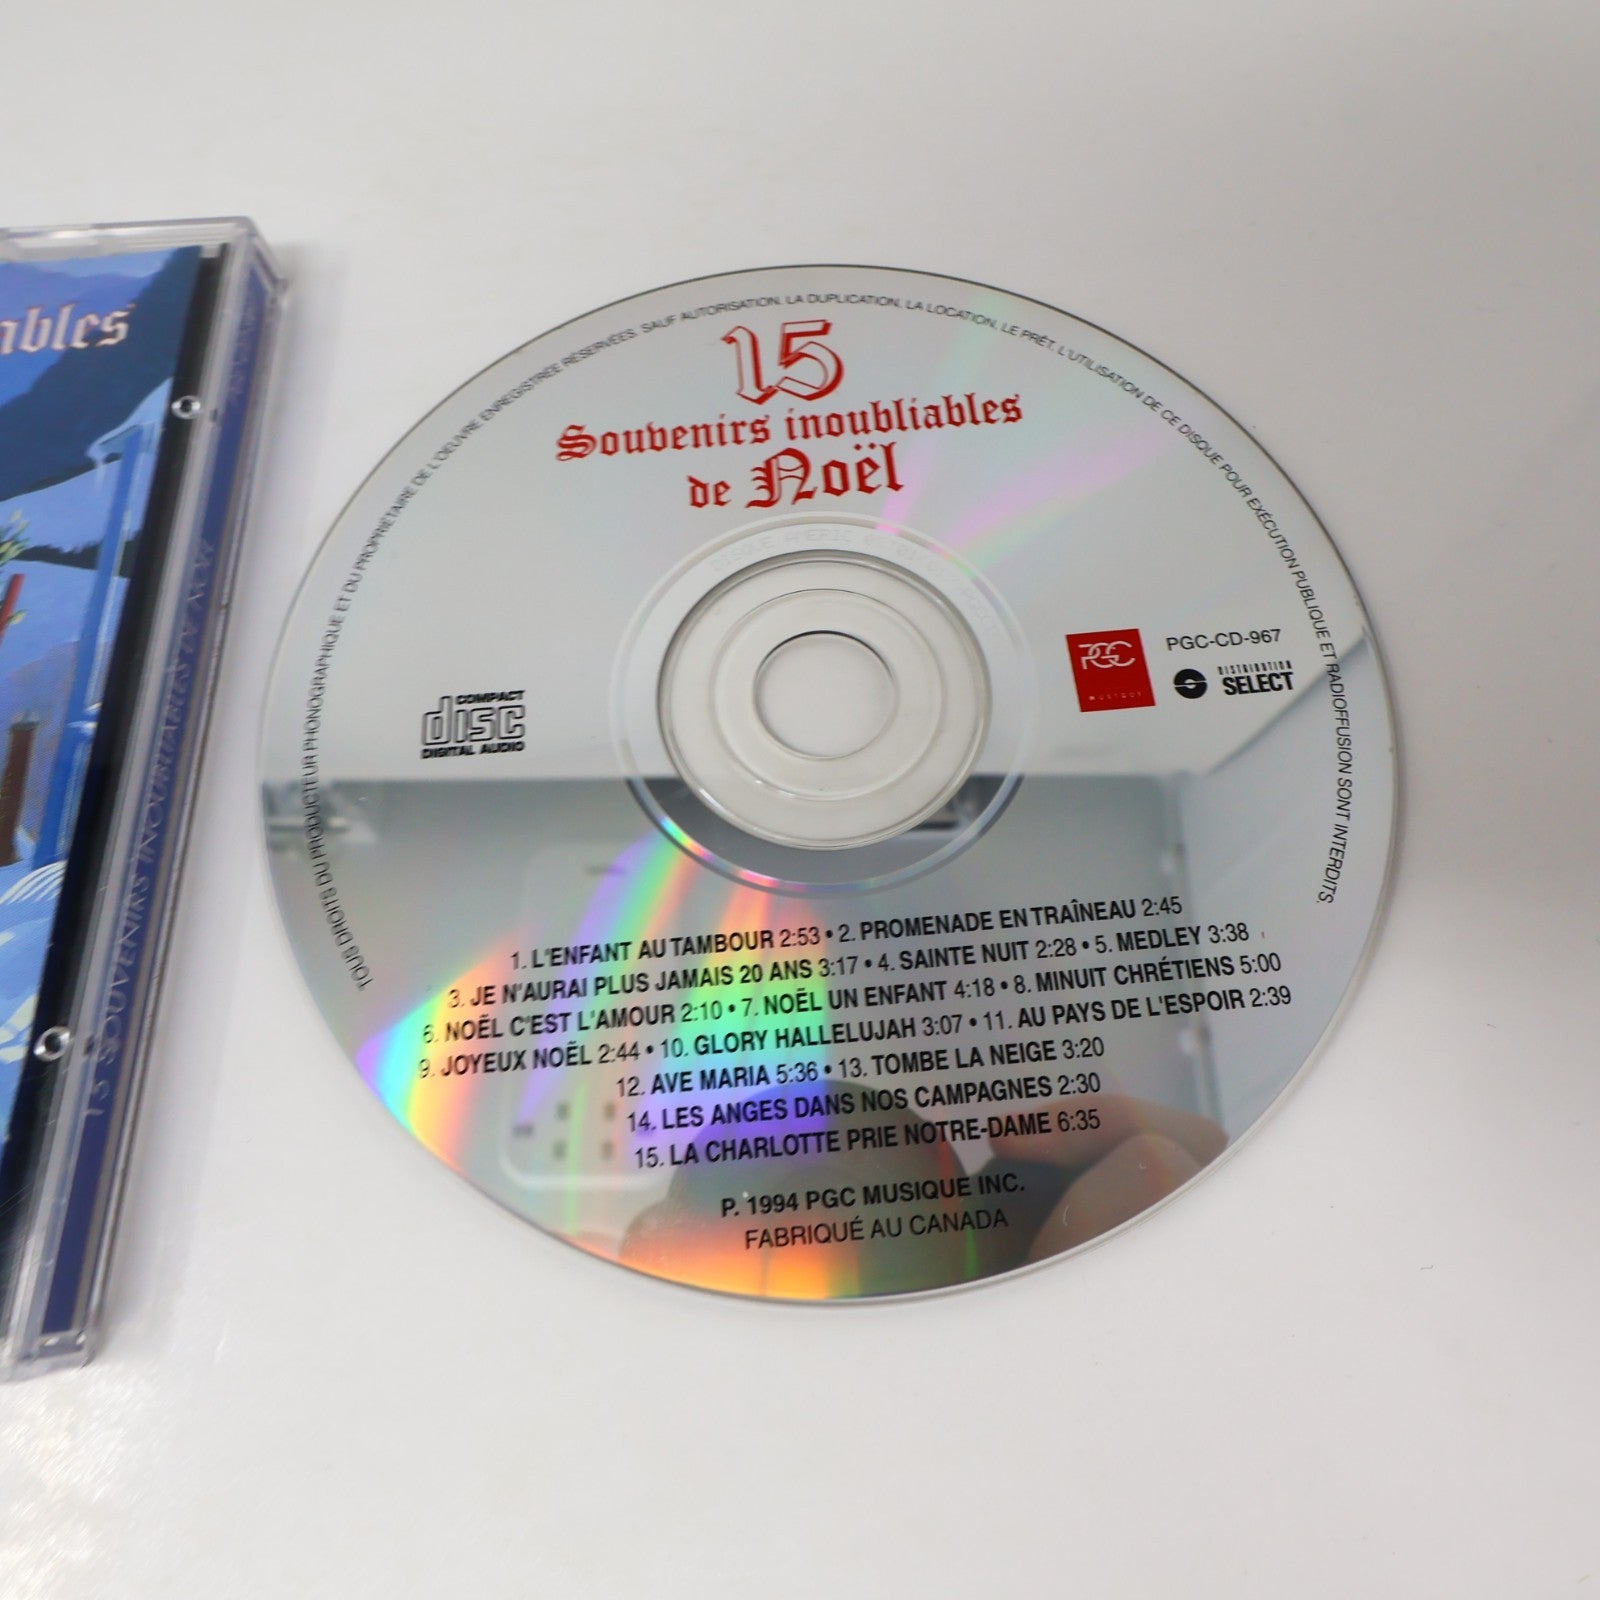 ables
15 SOUVENIRS INOUBLIABLES
TOUS DROITS DU PRODUCTEUR PHONOGRAPHIQUE ET DU PROPRIÉTAIRE DE L'OEUVRE ENREGISTRÉE RÉSERVÉES. SAUF AUTORISATION, LA DUPLICATION, LA LOCATION, LE PRÊT, L'UTILISATION DE CE DISQUE POUR EXÉCUTION PUBLIQUE ET RADIOFFUSION SONT INTERDITS.
15
Souvenirs inoubliables
de Noël
DISQUE AMERIC
COMPACT
disc
DIGITAL AUDIO
PGC
MUSIQUE
PGC-CD-967
DISTRIBUTION
SELECT
1. L'ENFANT AU TAMBOUR 2:53 • 2. PROMENADE EN TRAÎNEAU 2:45
3. JE N'AURAI PLUS JAMAIS 20 ANS 3:17 • 4. SAINTE NUIT 2:28 • 5. MEDLEY 3:38
6. NOËL C'EST L'AMOUR 2:10 • 7. NOËL UN ENFANT 4:18 • 8. MINUIT CHRÉTIENS 5:00
9. JOYEUX NOËL 2:44 • 10. GLORY HALLELUJAH 3:07 • 11. AU PAYS DE L'ESPOIR 2:39
12. AVE MARIA 5:36 • 13. TOMBE LA NEIGE 3:20
14. LES ANGES DANS NOS CAMPAGNES 2:30
15. LA CHARLOTTE PRIE NOTRE-DAME 6:35
P. 1994 PGC MUSIQUE INC.
FABRIQUÉ AU CANADA